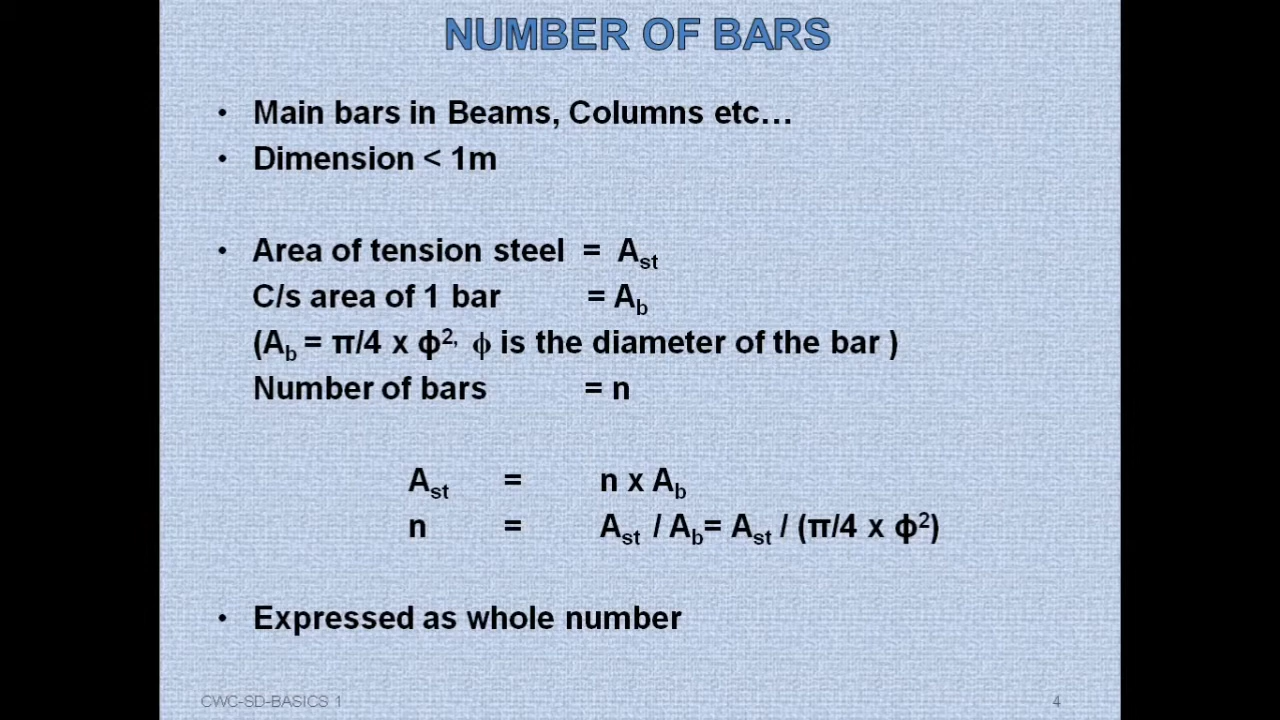 NUMBER OF BARS
• Main bars in Beams, Columns etc…
• Dimension < 1m
• Area of tension steel = Ast
C/s area of 1 bar = Ab
(Ab = π/4 x ϕ², ϕ is the diameter of the bar )
Number of bars = n
Ast = n x Ab
n = Ast / Ab= Ast / (π/4 x ϕ²)
• Expressed as whole number
CWC-SD-BASICS 1 4